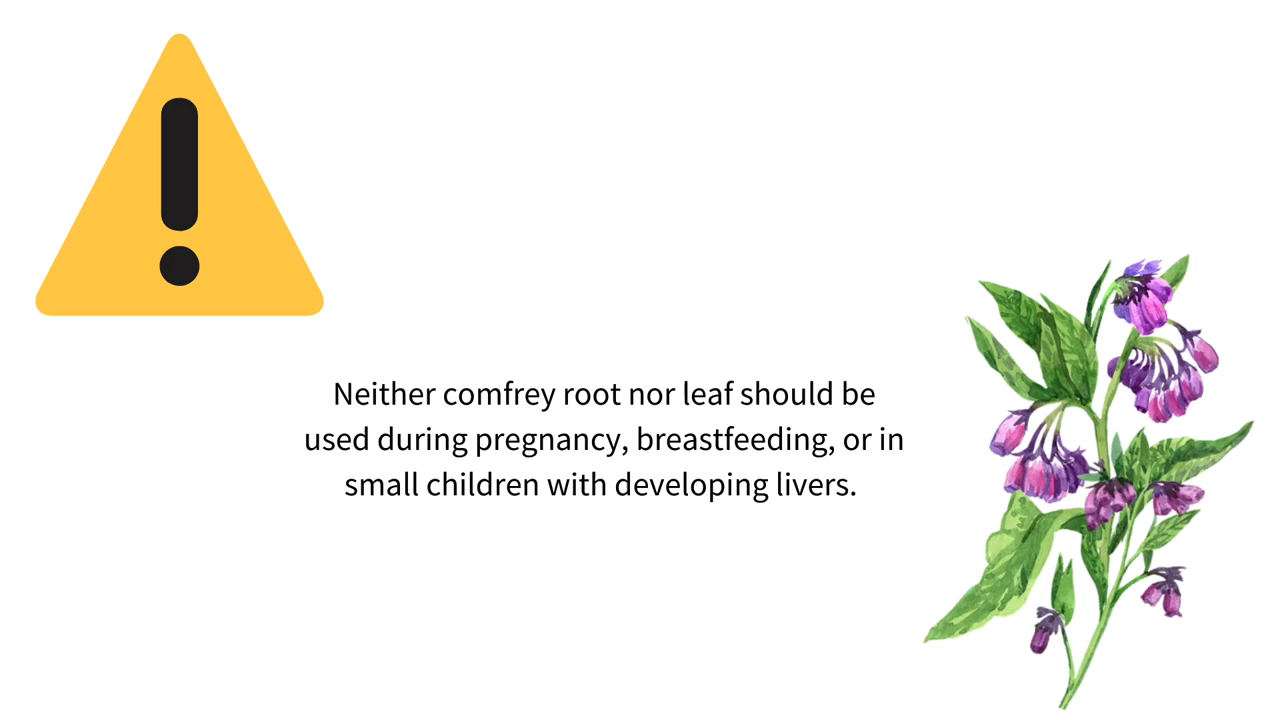 Neither comfrey root nor leaf should be
used during pregnancy, breastfeeding, or in
small children with developing livers.